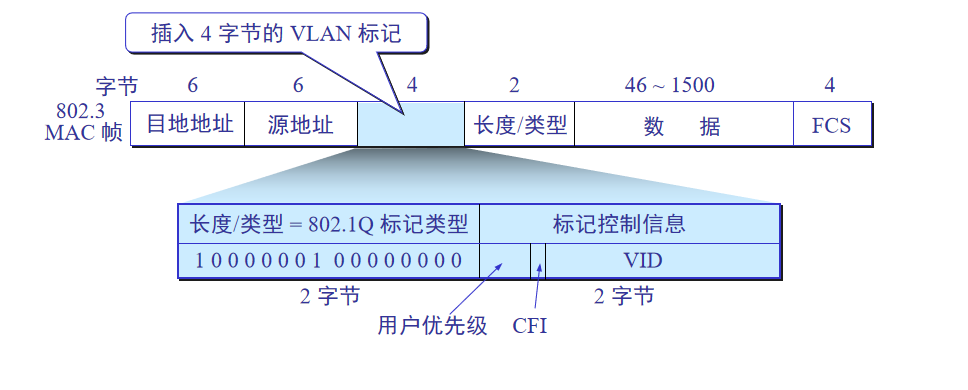 插入 4 字节的 VLAN 标记
字节 6 6 4 2 46 ~ 1500 4
802.3
MAC 帧
目地地址 源地址 长度/类型 数 据 FCS
长度/类型 = 802.1Q 标记类型 标记控制信息
1 0 0 0 0 0 0 1 0 0 0 0 0 0 0 0 VID
2 字节 2 字节
用户优先级 CFI